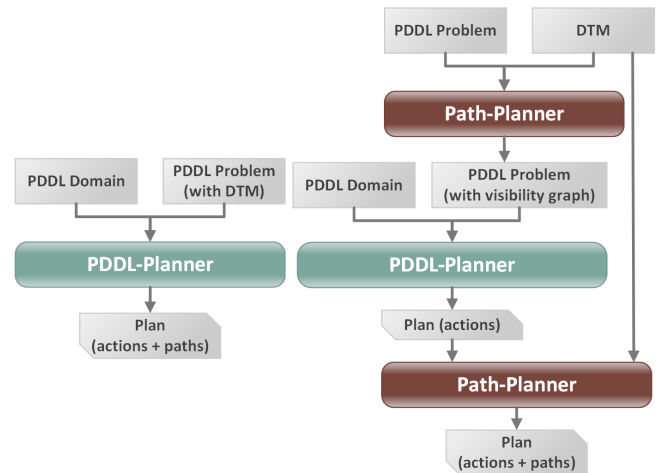 PDDL Domain
PDDL Problem
(with DTM)
PDDL-Planner
Plan
(actions + paths)
PDDL Problem
DTM
Path-Planner
PDDL Domain
PDDL Problem
(with visibility graph)
PDDL-Planner
Plan (actions)
Path-Planner
Plan
(actions + paths)